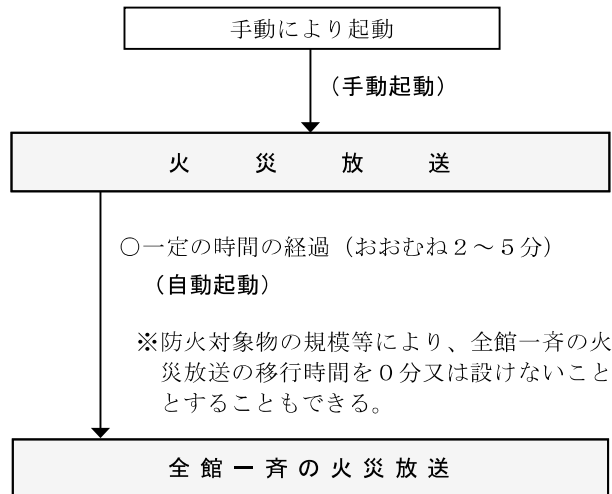 手動により起動
（手動起動）
火災放送
○一定の時間の経過（おおむね２～５分）
（自動起動）
※防火対象物の規模等により、全館一斉の火
災放送の移行時間を０分又は設けないこと
とすることもできる。
全館一斉の火災放送